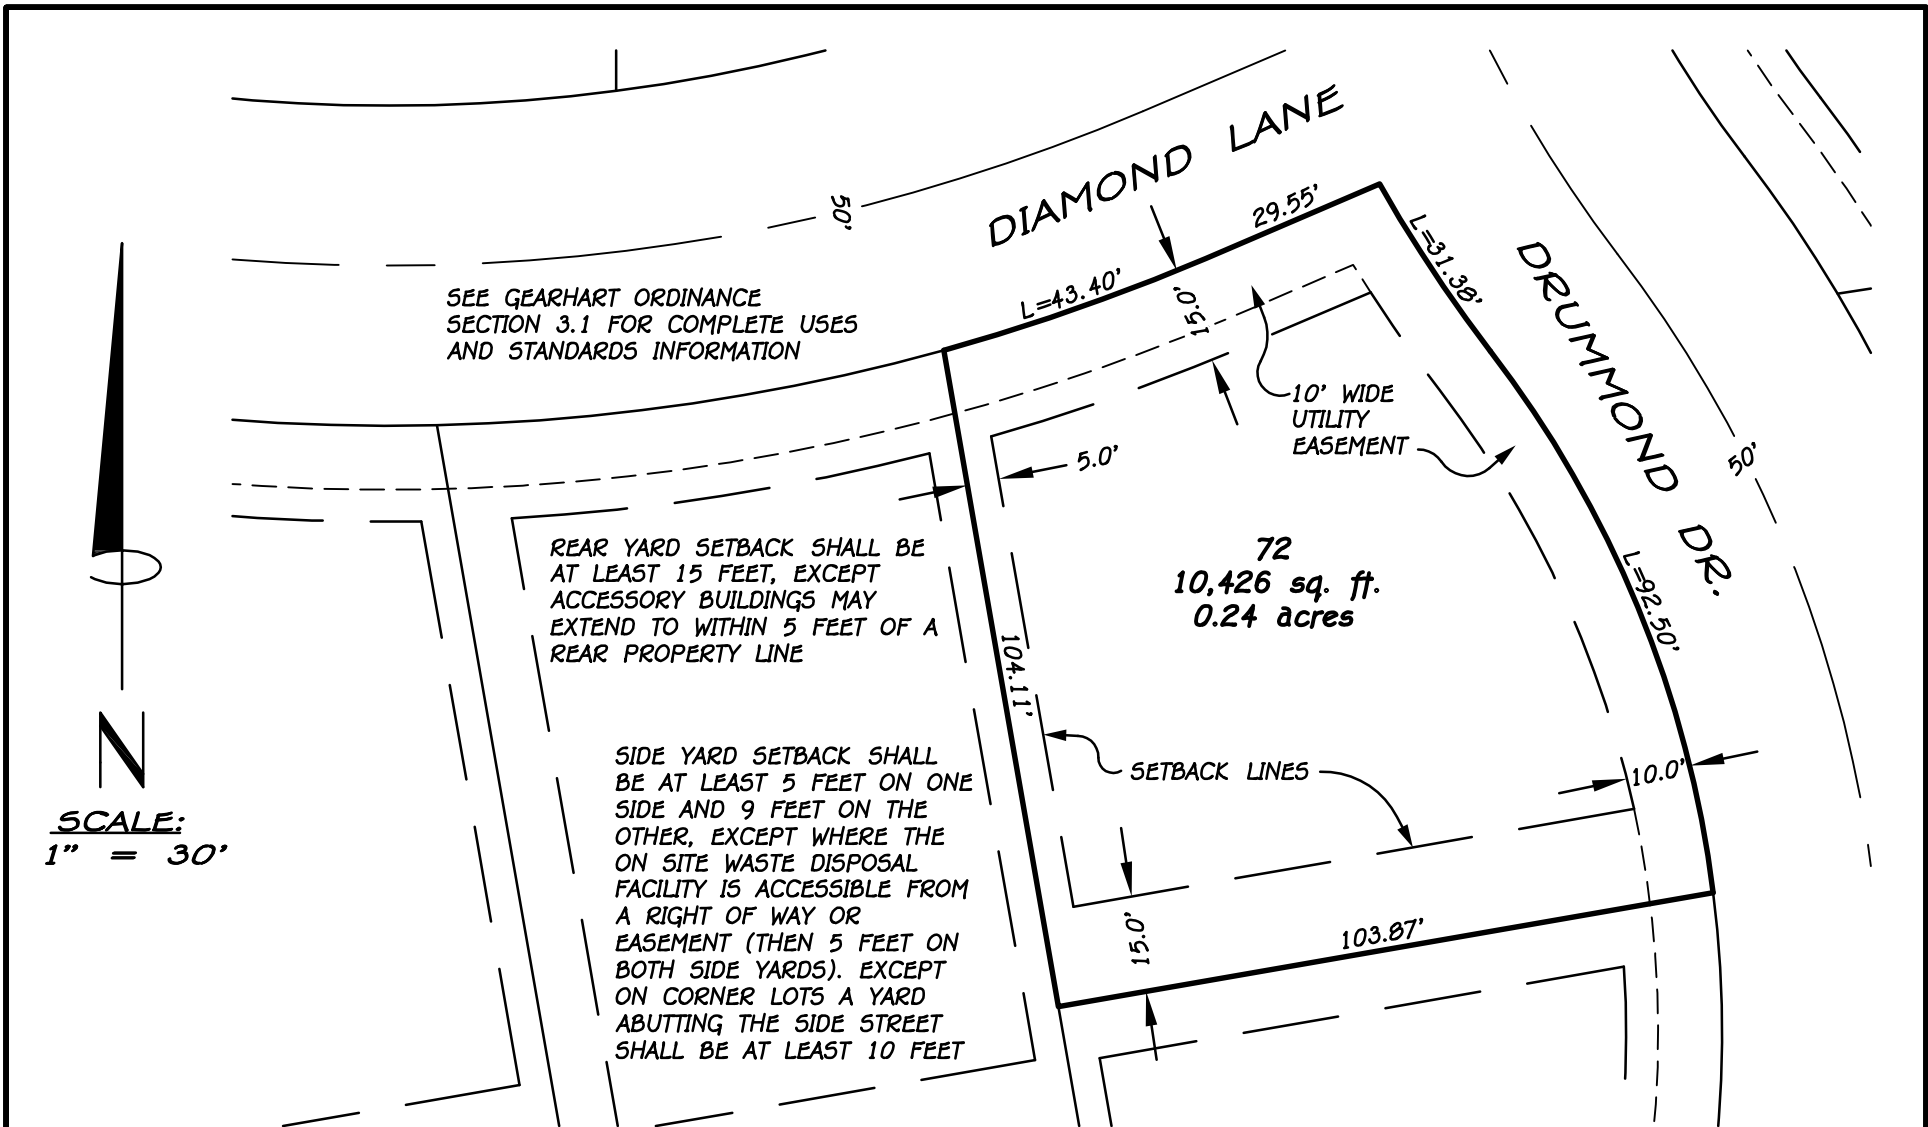 DIAMOND LANE
50'
29.55'
L=31.38'
L=43.40'
15.0'
DRUMMOND DR.
SEE GEARHART ORDINANCE
SECTION 3.1 FOR COMPLETE USES
AND STANDARDS INFORMATION
10' WIDE
UTILITY
EASEMENT
5.0'
50'
REAR YARD SETBACK SHALL BE
AT LEAST 15 FEET, EXCEPT
ACCESSORY BUILDINGS MAY
EXTEND TO WITHIN 5 FEET OF A
REAR PROPERTY LINE
72
10,426 sq. ft.
0.24 acres
L=92.50'
104.11'
SIDE YARD SETBACK SHALL
BE AT LEAST 5 FEET ON ONE
SIDE AND 9 FEET ON THE
OTHER, EXCEPT WHERE THE
ON SITE WASTE DISPOSAL
FACILITY IS ACCESSIBLE FROM
A RIGHT OF WAY OR
EASEMENT (THEN 5 FEET ON
BOTH SIDE YARDS). EXCEPT
ON CORNER LOTS A YARD
ABUTTING THE SIDE STREET
SHALL BE AT LEAST 10 FEET
SETBACK LINES
10.0'
15.0'
103.87'
N
SCALE:
1" = 30'